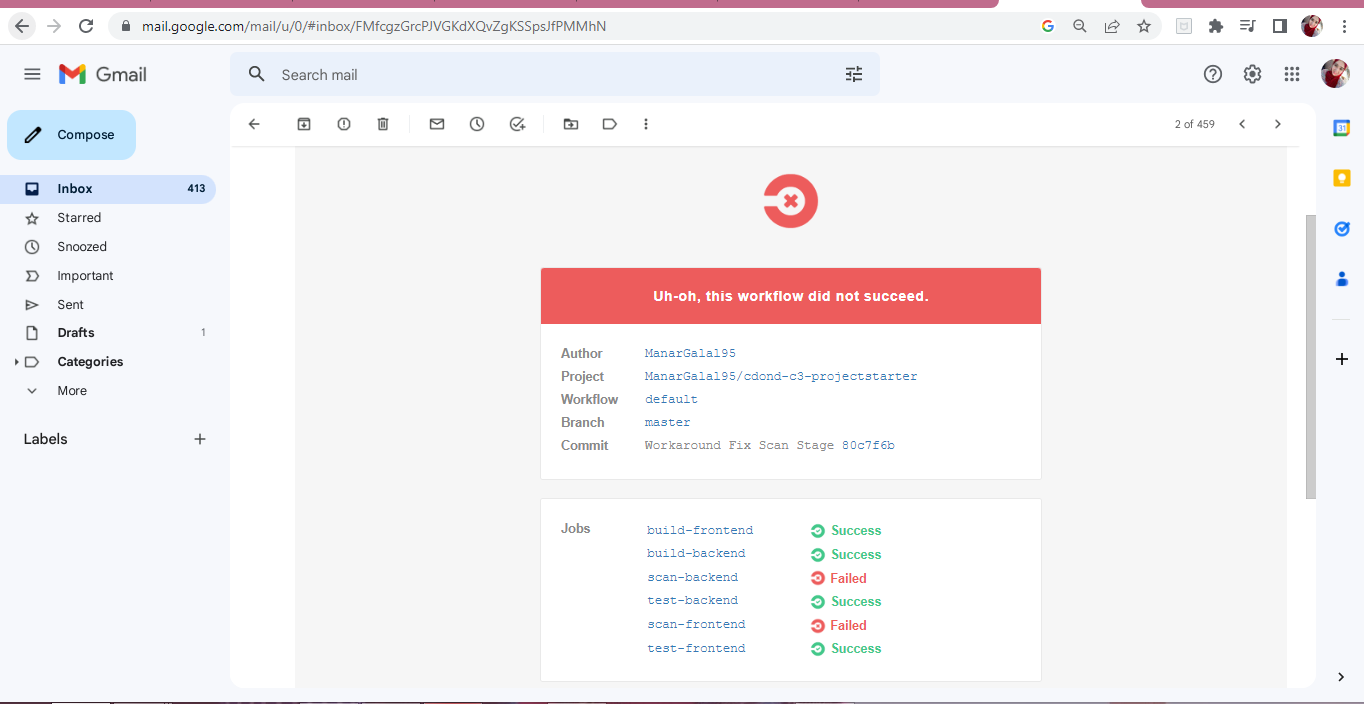 mail.google.com/mail/u/0/#inbox/FMfcgzGrcPJVGKdXQvZgKSSpsJfPMMhN
Gmail
Search mail
Compose
2 of 459
Inbox 413
Starred
Snoozed
Important
Sent
Drafts 1
Categories
More
Labels
31
Uh-oh, this workflow did not succeed.
Author ManarGalal95
Project ManarGalal95/cdond-c3-projectstarter
Workflow default
Branch master
Commit Workaround Fix Scan Stage 80c7f6b
Jobs build-frontend Success
build-backend Success
scan-backend Failed
test-backend Success
scan-frontend Failed
test-frontend Success